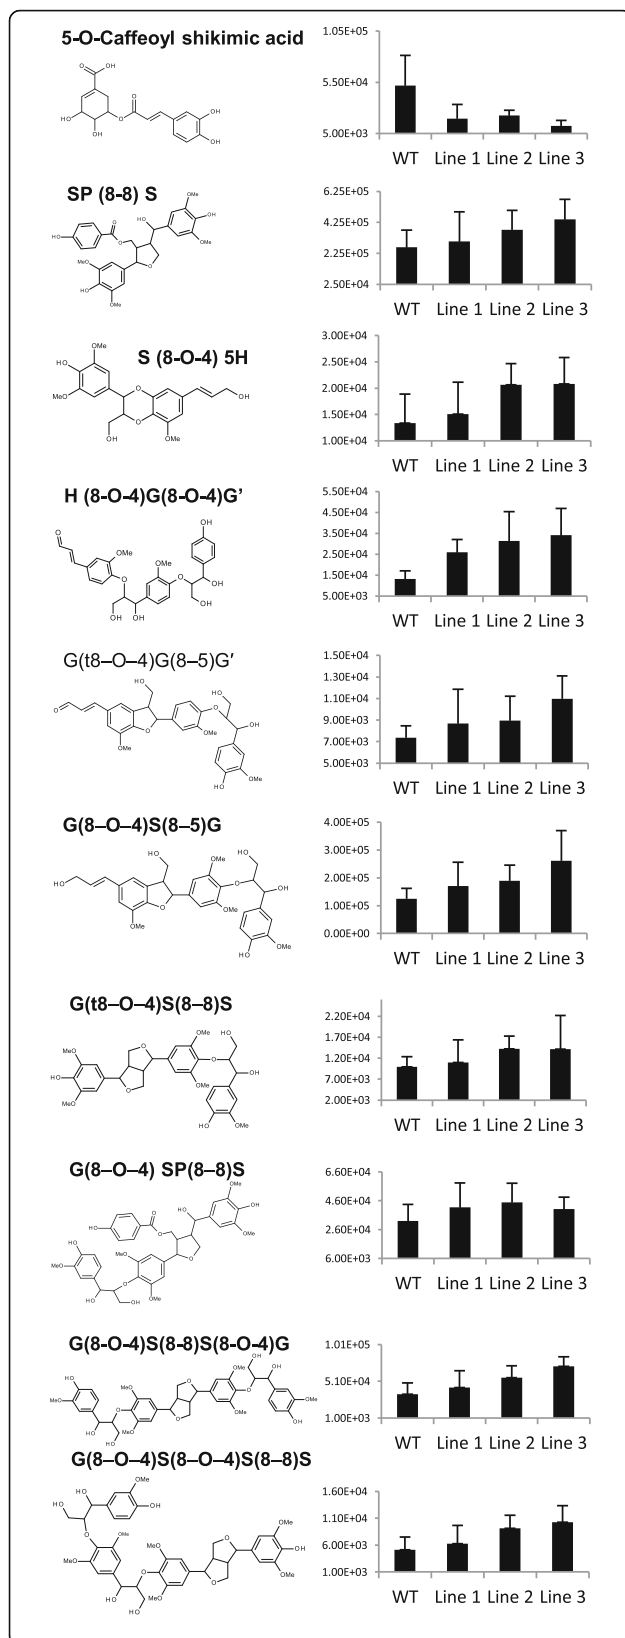 5-O-Caffeoyl shikimic acid
1.05E+05
5.50E+04
5.00E+03
WT Line 1 Line 2 Line 3
SP (8-8) S
6.25E+05
4.25E+05
2.25E+05
2.50E+04
WT Line 1 Line 2 Line 3
S (8-O-4) 5H
3.00E+04
2.50E+04
2.00E+04
1.50E+04
1.00E+04
WT Line 1 Line 2 Line 3
H (8-O-4)G(8-O-4)G'
5.50E+04
4.50E+04
3.50E+04
2.50E+04
1.50E+04
5.00E+03
WT Line 1 Line 2 Line 3
G(t8–O–4)G(8–5)G′
1.50E+04
1.30E+04
1.10E+04
9.00E+03
7.00E+03
5.00E+03
WT Line 1 Line 2 Line 3
G(8–O–4)S(8–5)G
4.00E+05
3.00E+05
2.00E+05
1.00E+05
0.00E+00
WT Line 1 Line 2 Line 3
G(t8–O–4)S(8–8)S
2.20E+04
1.70E+04
1.20E+04
7.00E+03
2.00E+03
WT Line 1 Line 2 Line 3
G(8–O–4) SP(8–8)S
6.60E+04
4.60E+04
2.60E+04
6.00E+03
WT Line 1 Line 2 Line 3
G(8-O-4)S(8-8)S(8-O-4)G
1.01E+05
5.10E+04
1.00E+03
WT Line 1 Line 2 Line 3
G(8–O–4)S(8–O–4)S(8–8)S
1.60E+04
1.10E+04
6.00E+03
1.00E+03
WT Line 1 Line 2 Line 3